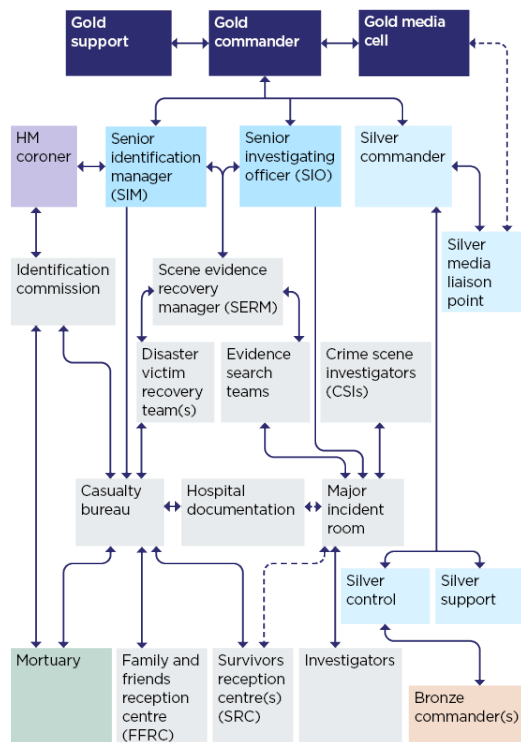 Gold
support
Gold
commander
Gold media
cell
HM
coroner
Senior
identification
manager
(SIM)
Senior
investigating
officer (SIO)
Silver
commander
Silver
media
liaison
point
Identification
commission
Scene evidence
recovery
manager (SERM)
Disaster
victim
recovery
team(s)
Evidence
search
teams
Crime scene
investigators
(CSIs)
Casualty
bureau
Hospital
documentation
Major
incident
room
Silver
control
Silver
support
Mortuary
Family and
friends
reception
centre
(FFRC)
Survivors
reception
centre(s)
(SRC)
Investigators
Bronze
commander(s)